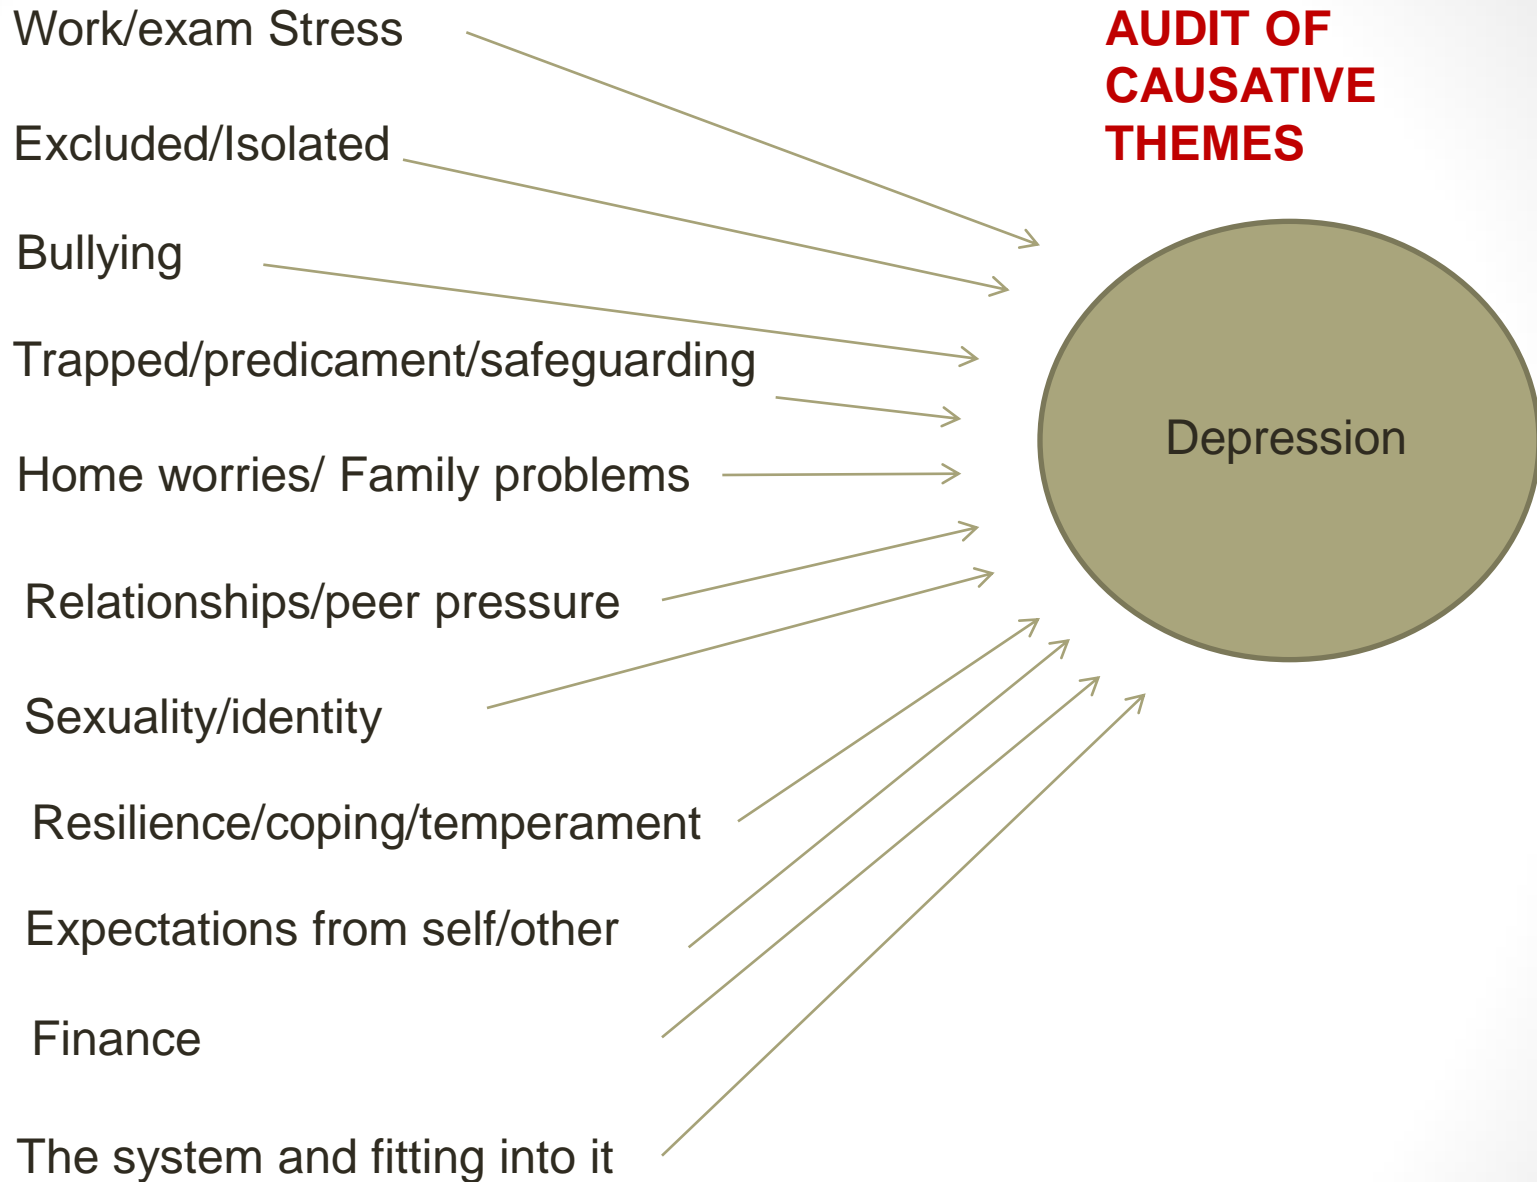 Work/exam Stress
AUDIT OF
CAUSATIVE
THEMES
Excluded/Isolated
Bullying
Trapped/predicament/safeguarding
Depression
Home worries/ Family problems
Relationships/peer pressure
Sexuality/identity
Resilience/coping/temperament
Expectations from self/other
Finance
The system and fitting into it